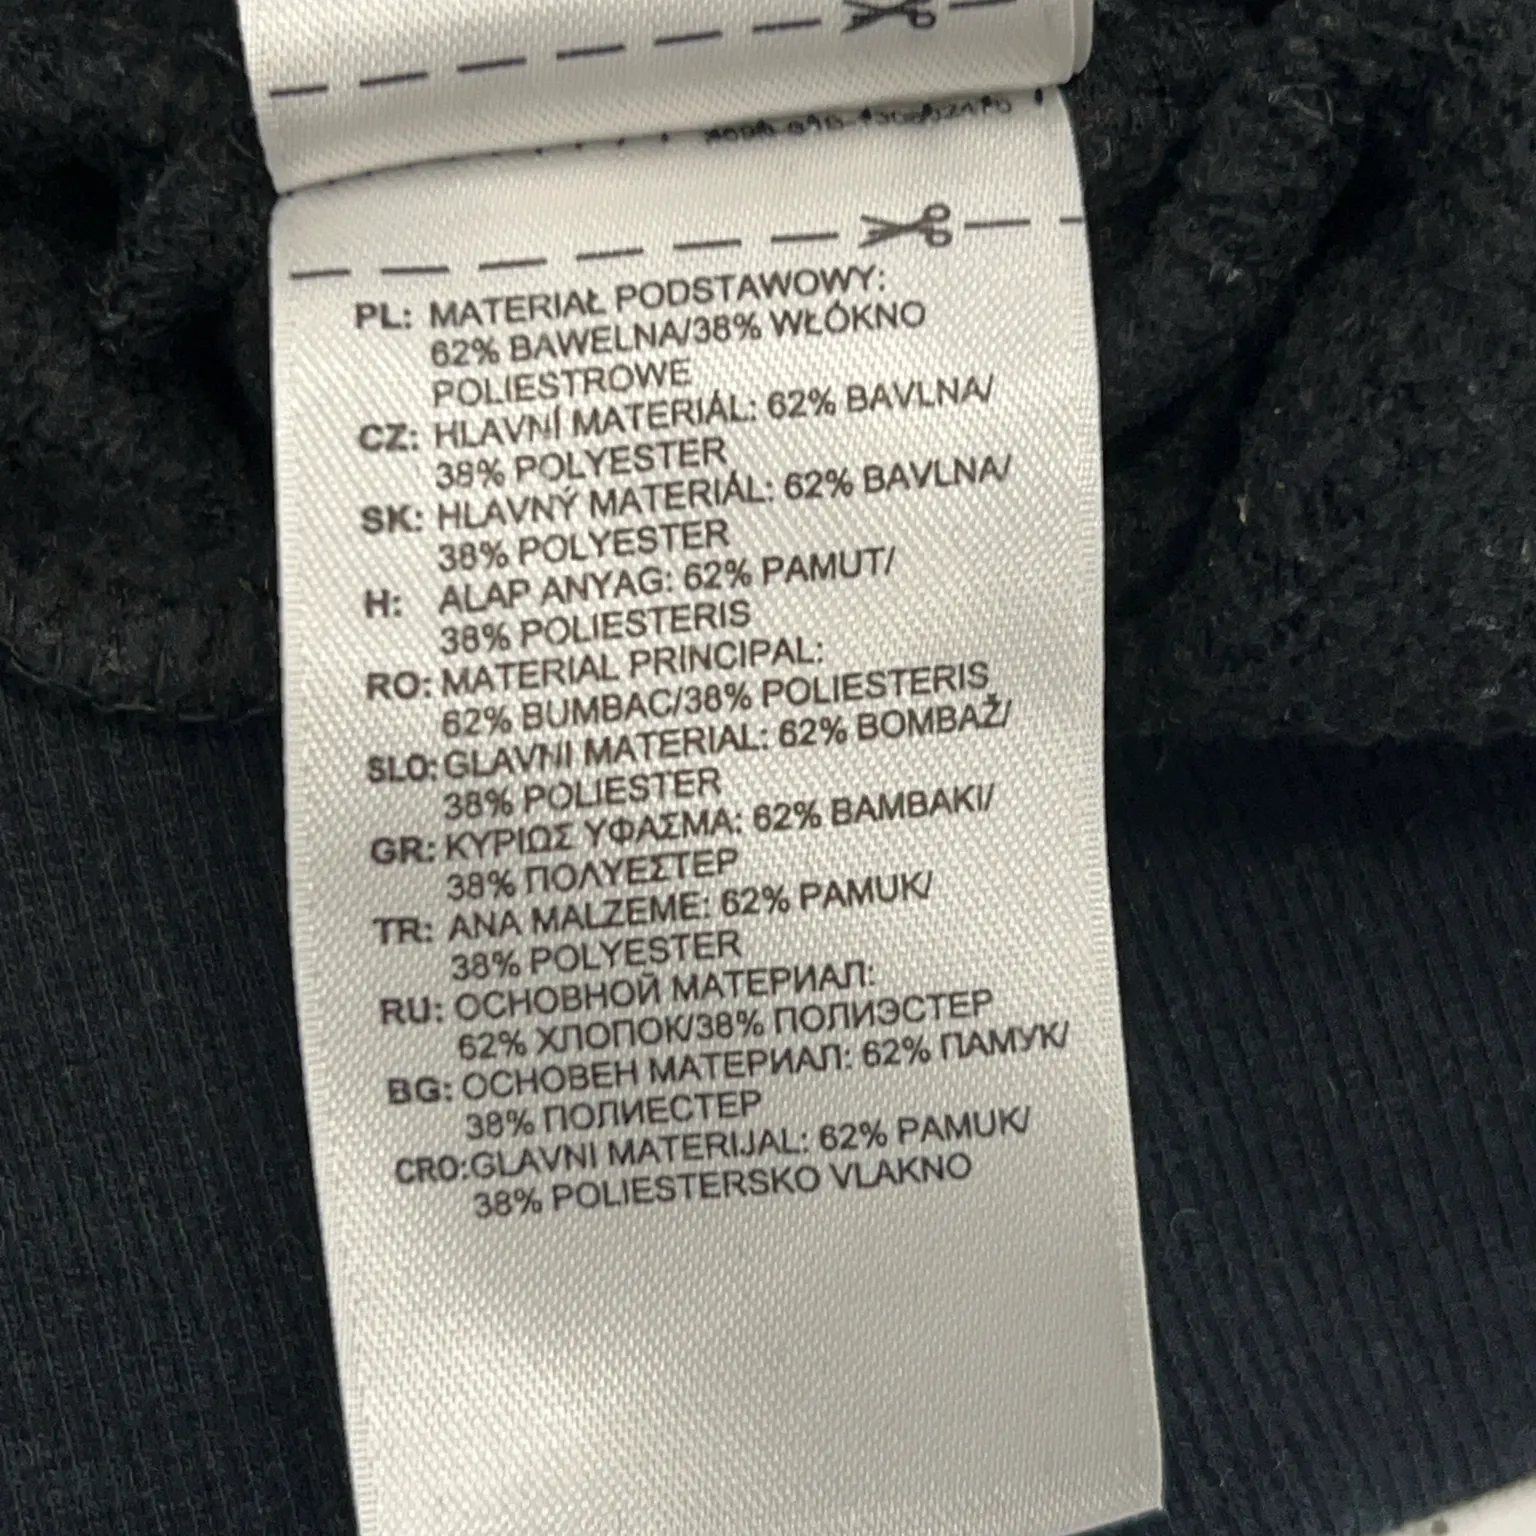 PL: MATERIAŁ PODSTAWOWY:
62% BAWELNA/38% WŁÓKNO
POLIESTROWE
CZ: HLAVNÍ MATERIÁL: 62% BAVLNA/
38% POLYESTER
SK: HLAVNÝ MATERIÁL: 62% BAVLNA/
38% POLYESTER
H: ALAP ANYAG: 62% PAMUT/
38% POLIESTERIS
RO: MATERIAL PRINCIPAL:
62% BUMBAC/38% POLIESTERIS
SLO: GLAVNI MATERIAL: 62% BOMBAŽ/
38% POLIESTER
GR: ΚΥΡΙΩΣ ΥΦΑΣΜΑ: 62% BAMBAKI/
38% ΠΟΛΥΕΣΤΕΡ
TR: ANA MALZEME: 62% PAMUK/
38% POLYESTER
RU: ОСНОВНОЙ МАТЕРИАЛ:
62% ХЛОПОК/38% ПОЛИЭСТЕР
BG: ОСНОВЕН МАТЕРИАЛ: 62% ПАМУК/
38% ПОЛИЕСТЕР
CRO: GLAVNI MATERIJAL: 62% PAMUK/
38% POLIESTERSKO VLAKNO